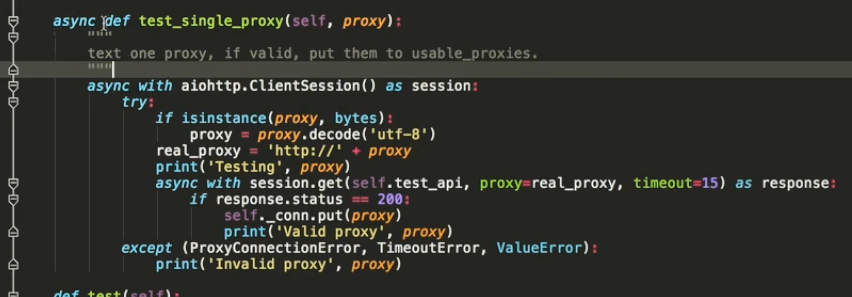 async def test_single_proxy(self, proxy):
"""
text one proxy, if valid, put them to usable_proxies.
"""
async with aiohttp.ClientSession() as session:
try:
if isinstance(proxy, bytes):
proxy = proxy.decode('utf-8')
real_proxy = 'http://' + proxy
print('Testing', proxy)
async with session.get(self.test_api, proxy=real_proxy, timeout=15) as response:
if response.status == 200:
self._conn.put(proxy)
print('Valid proxy', proxy)
except (ProxyConnectionError, TimeoutError, ValueError):
print('Invalid proxy', proxy)
def test(self):